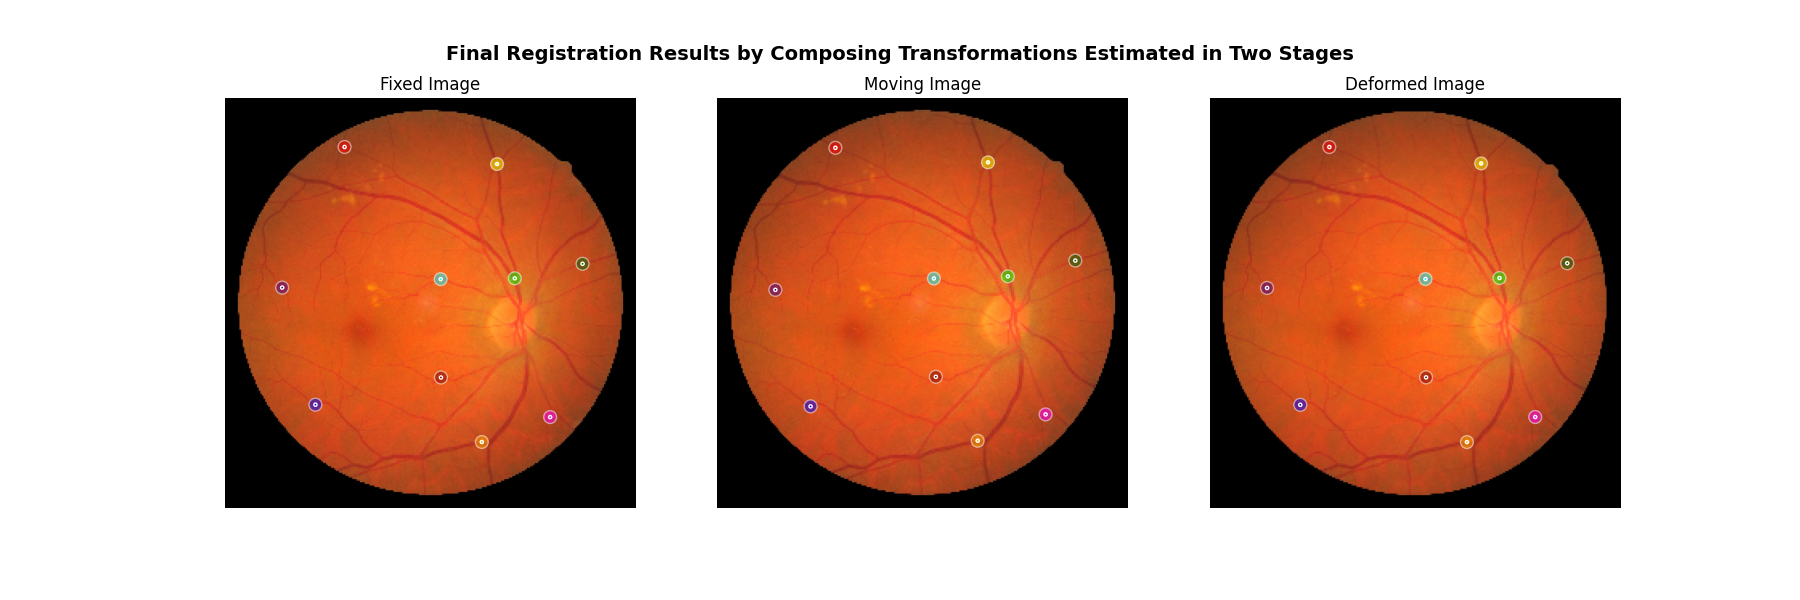 Final Registration Results by Composing Transformations Estimated in Two Stages
Fixed Image
Moving Image
Deformed Image